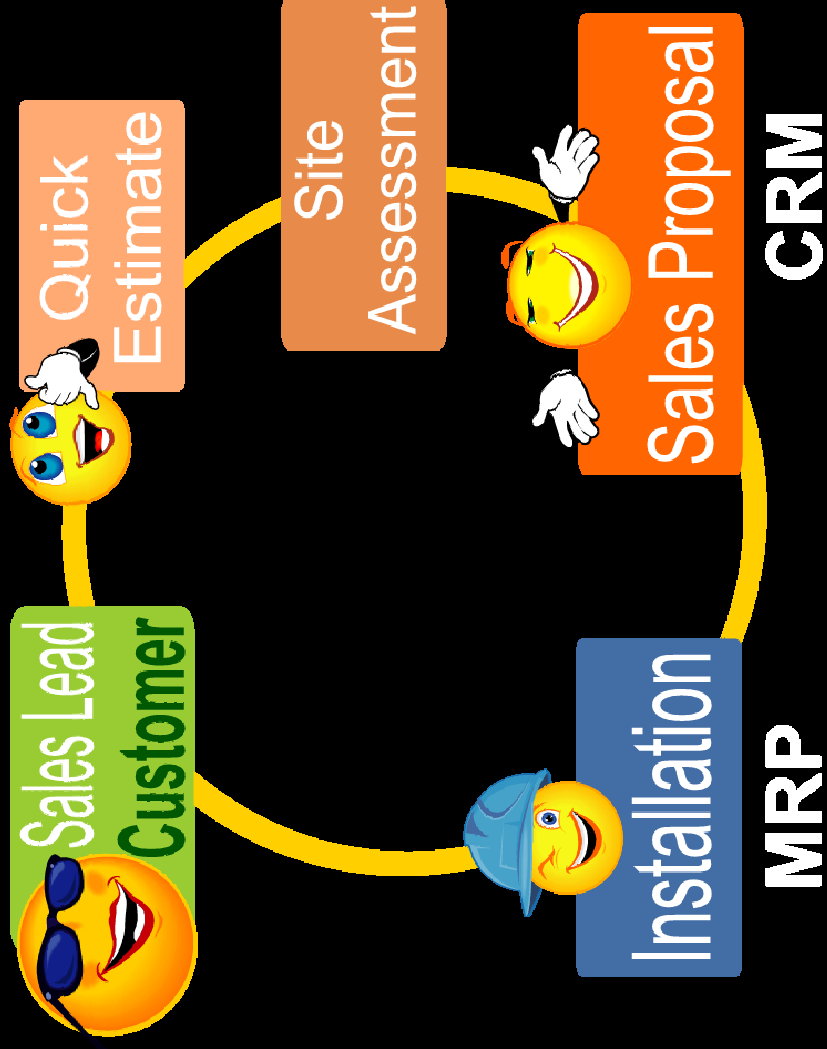 Sales Lead
Customer
Quick
Estimate
Site
Assessment
Sales Proposal
Installation
MRP
CRM